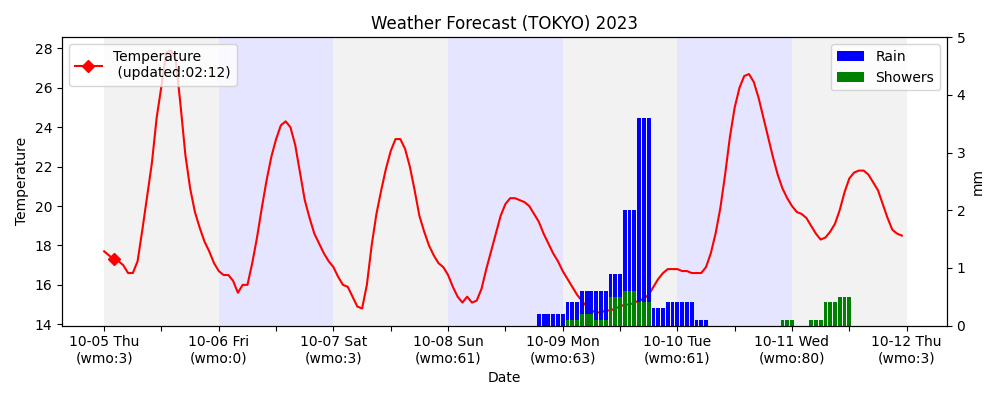 Weather Forecast (TOKYO) 2023
Temperature
(updated:02:12)
Rain
Showers
28
26
24
22
20
18
16
14
Temperature
5
4
3
2
1
0
mm
10-05 Thu 10-06 Fri 10-07 Sat 10-08 Sun 10-09 Mon 10-10 Tue 10-11 Wed 10-12 Thu
(wmo:3) (wmo:0) (wmo:3) (wmo:61) (wmo:63) (wmo:61) (wmo:80) (wmo:3)
Date